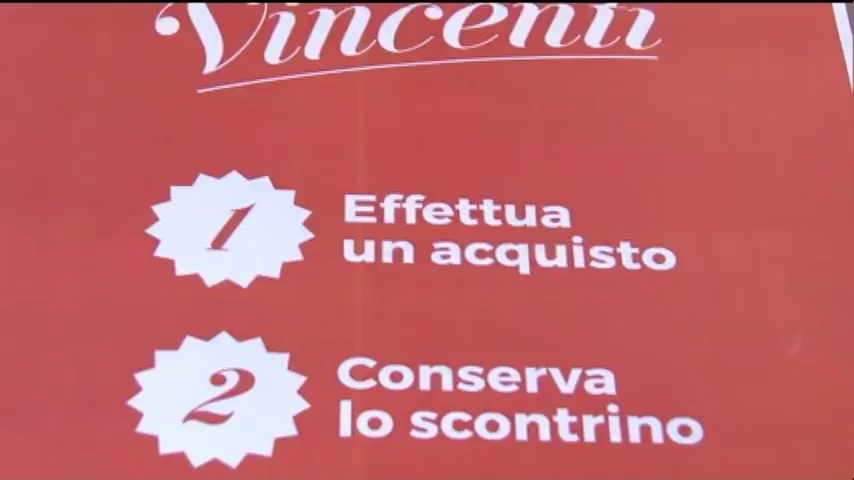 Vincenti
1
Effettua
un acquisto
2
Conserva
lo scontrino